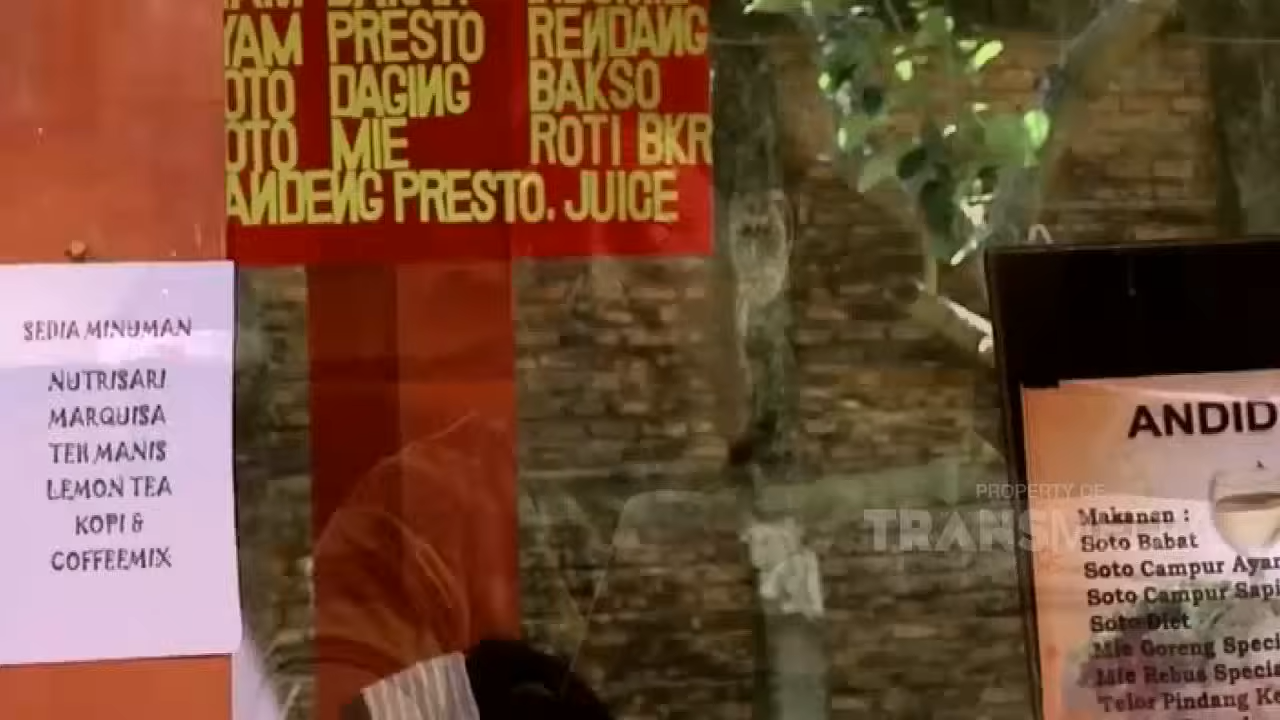 YAM PRESTO RENDANG
OTO DAGING BAKSO
OTO MIE ROTI BKR
ANDENG PRESTO. JUICE
SEDIA MINUMAN
NUTRISARI
MARQUISA
TEH MANIS
LEMON TEA
KOPI &
COFFEEMIX
ANDID
PROPERTY OF
TRANSM
Makanan :
Soto Babat
Soto Campur Ayam
Soto Campur Sapi
Soto Diet
Mie Goreng Speci
Mie Rebus Specia
Telor Pindang Ke